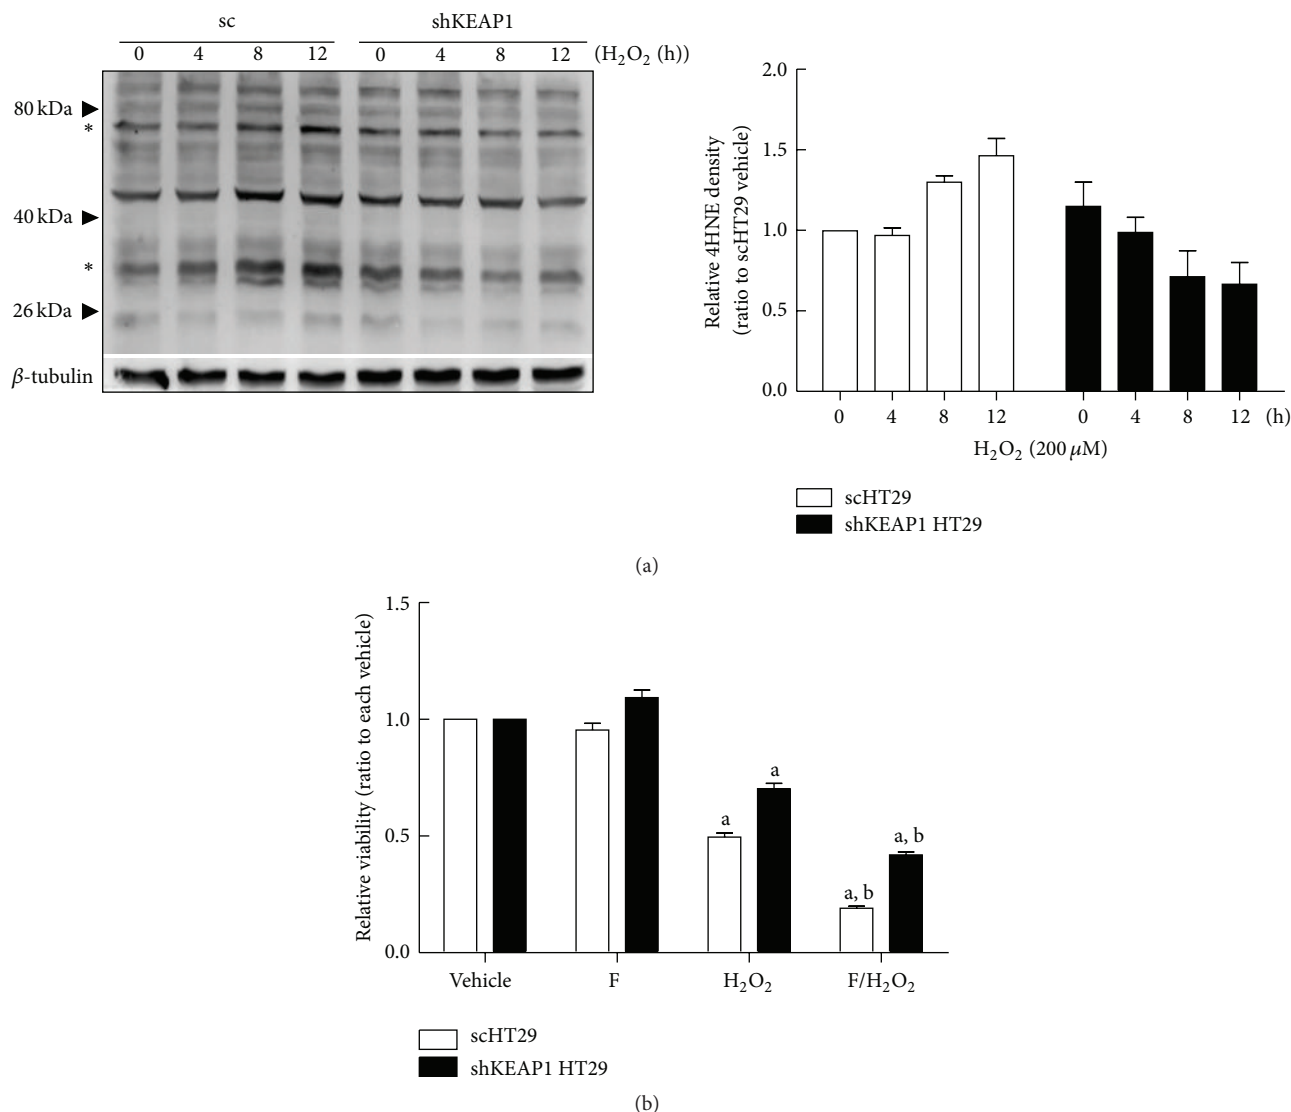 sc shKEAP1
0 4 8 12 0 4 8 12 (H₂O₂ (h))
80 kDa
*
40 kDa
*
26 kDa
β-tubulin
Relative 4HNE density
(ratio to scHT29 vehicle)
2.0
1.5
1.0
0.5
0.0
0 4 8 12 0 4 8 12 (h)
H₂O₂ (200 μM)
scHT29
shKEAP1 HT29
(a)
Relative viability (ratio to each vehicle)
1.5
1.0
0.5
0.0
a
a
a, b
a, b
Vehicle F H₂O₂ F/H₂O₂
scHT29
shKEAP1 HT29
(b)